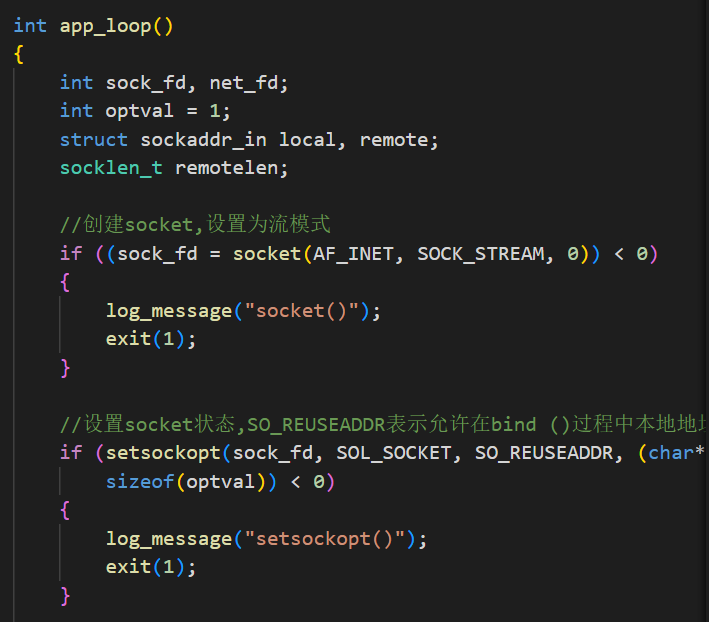 int app_loop()
{
    int sock_fd, net_fd;
    int optval = 1;
    struct sockaddr_in local, remote;
    socklen_t remotelen;
    //创建socket,设置为流模式
    if ((sock_fd = socket(AF_INET, SOCK_STREAM, 0)) < 0)
    {
        log_message("socket()");
        exit(1);
    }
    //设置socket状态,SO_REUSEADDR表示允许在bind ()过程中本地地
    if (setsockopt(sock_fd, SOL_SOCKET, SO_REUSEADDR, (char*
        sizeof(optval)) < 0)
    {
        log_message("setsockopt()");
        exit(1);
    }